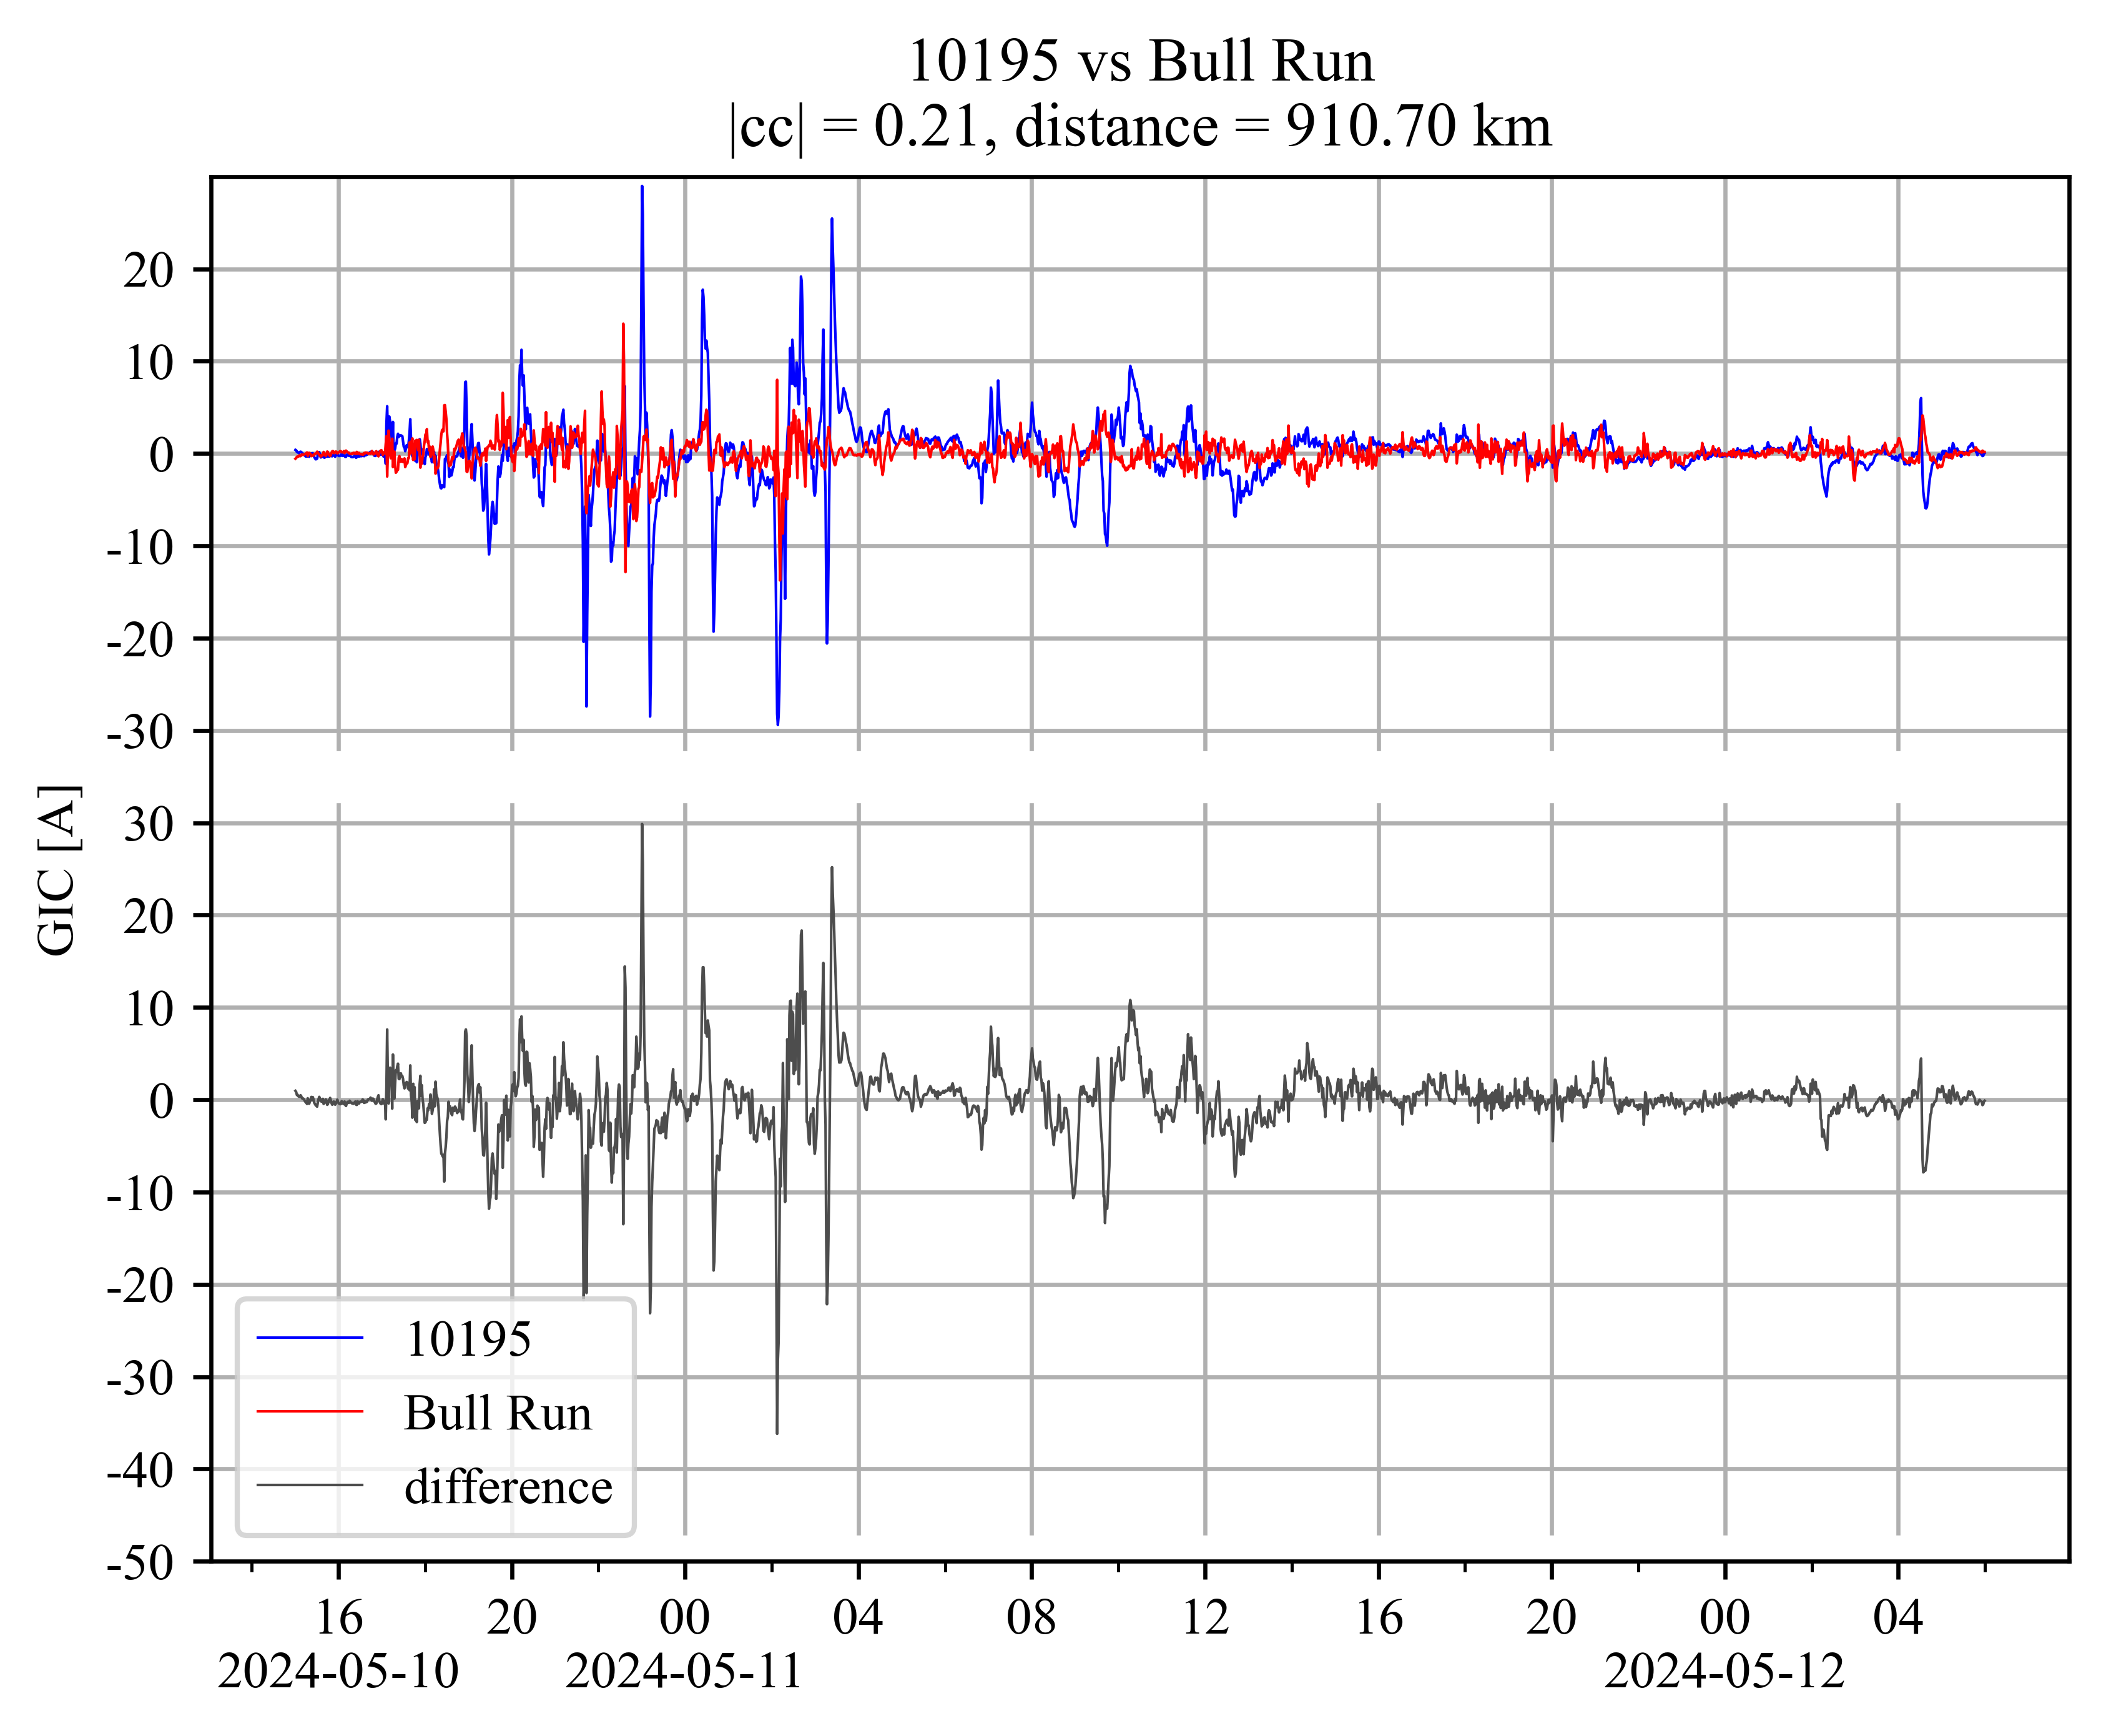 10195 vs Bull Run
|cc| = 0.21, distance = 910.70 km
20
10
0
-10
-20
-30
30
20
10
0
-10
-20
-30
-40
-50
GIC [A]
10195
Bull Run
difference
16 20 00 04 08 12 16 20 00 04
2024-05-10 2024-05-11 2024-05-12